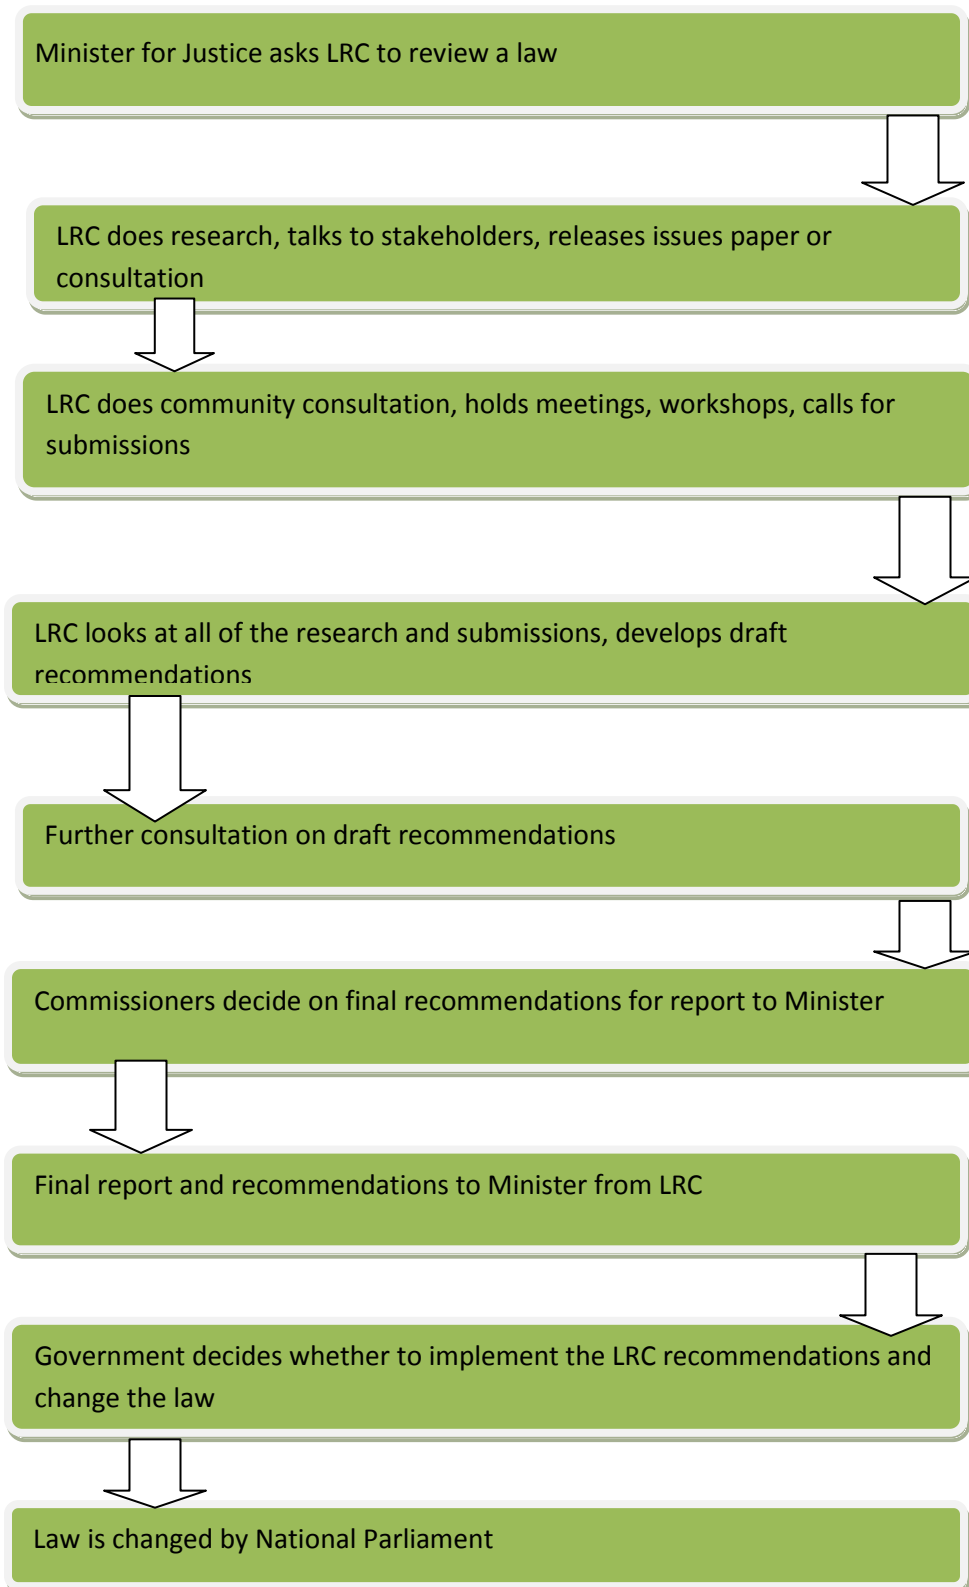 Minister for Justice asks LRC to review a law
LRC does research, talks to stakeholders, releases issues paper or
consultation
LRC does community consultation, holds meetings, workshops, calls for
submissions
LRC looks at all of the research and submissions, develops draft
recommendations
Further consultation on draft recommendations
Commissioners decide on final recommendations for report to Minister
Final report and recommendations to Minister from LRC
Government decides whether to implement the LRC recommendations and
change the law
Law is changed by National Parliament